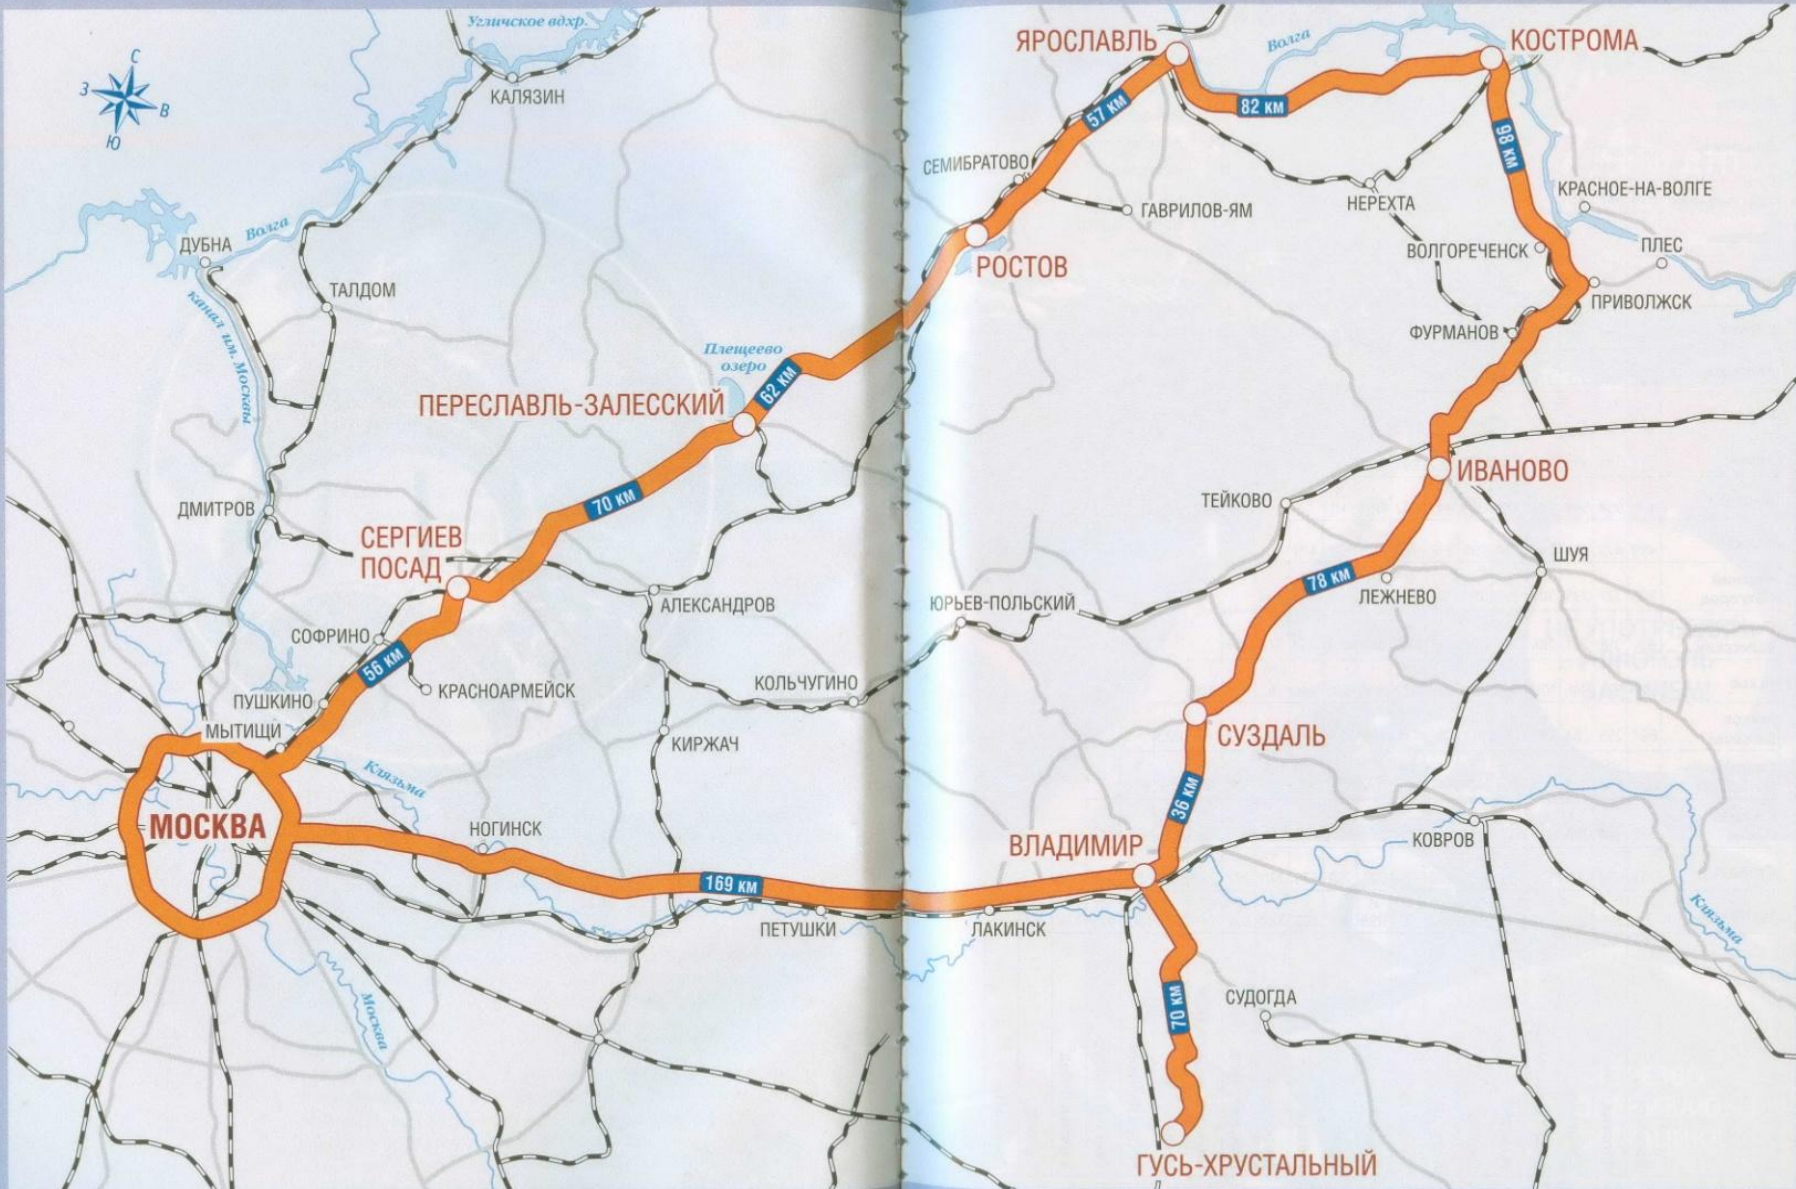 Угличское вдхр.
КАЛЯЗИН
С
З
В
Ю
Волга
ДУБНА
канал им. Москвы
ТАЛДОМ
Плещеево
озеро
62 КМ
ПЕРЕСЛАВЛЬ-ЗАЛЕССКИЙ
70 КМ
ДМИТРОВ
СЕРГИЕВ
ПОСАД
АЛЕКСАНДРОВ
СОФРИНО
56 КМ
КРАСНОАРМЕЙСК
ПУШКИНО
МЫТИЩИ
КОЛЬЧУГИНО
КИРЖАЧ
Клязьма
МОСКВА
НОГИНСК
169 КМ
ПЕТУШКИ
Москва
ЯРОСЛАВЛЬ
Волга
КОСТРОМА
57 КМ
82 КМ
98 КМ
СЕМИБРАТОВО
ГАВРИЛОВ-ЯМ
НЕРЕХТА
КРАСНОЕ-НА-ВОЛГЕ
ВОЛГОРЕЧЕНСК
ПЛЕС
РОСТОВ
ПРИВОЛЖСК
ФУРМАНОВ
ИВАНОВО
ТЕЙКОВО
ШУЯ
78 КМ
ЛЕЖНЕВО
ЮРЬЕВ-ПОЛЬСКИЙ
СУЗДАЛЬ
36 КМ
ВЛАДИМИР
КОВРОВ
ЛАКИНСК
Клязьма
70 КМ
СУДОГДА
ГУСЬ-ХРУСТАЛЬНЫЙ